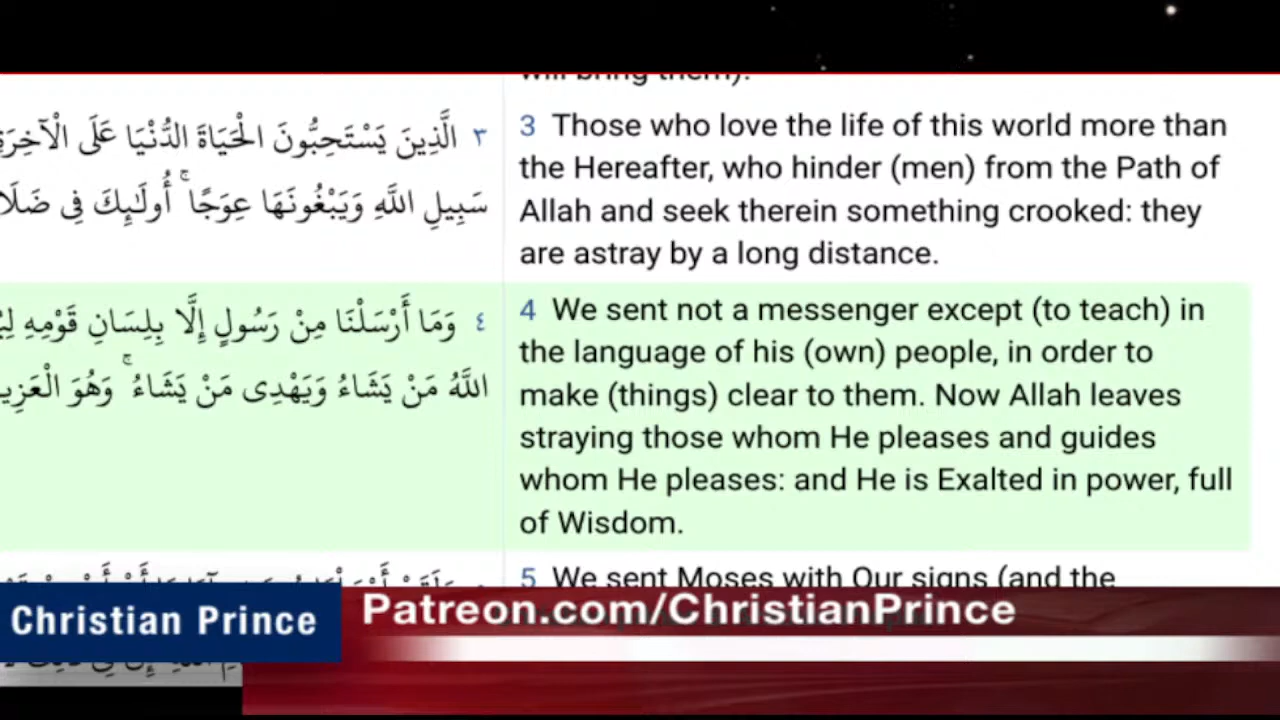 will bring them).
٣ الَّذِينَ يَسْتَحِبُّونَ الْحَيَاةَ الدُّنْيَا عَلَى الْآخِرَةِ
سَبِيلِ اللَّهِ وَيَبْغُونَهَا عِوَجًا ۚ أُولَٰئِكَ فِى
3 Those who love the life of this world more than
the Hereafter, who hinder (men) from the Path of
Allah and seek therein something crooked: they
are astray by a long distance.
٤ وَمَا أَرْسَلْنَا مِنْ رَسُولٍ إِلَّا بِلِسَانِ قَوْمِهِ
اللَّهُ مَنْ يَشَاءُ وَيَهْدِى مَنْ يَشَاءُ ۚ وَهُوَ
4 We sent not a messenger except (to teach) in
the language of his (own) people, in order to
make (things) clear to them. Now Allah leaves
straying those whom He pleases and guides
whom He pleases: and He is Exalted in power, full
of Wisdom.
5 We sent Moses with Our signs (and the
Christian Prince
Patreon.com/ChristianPrince